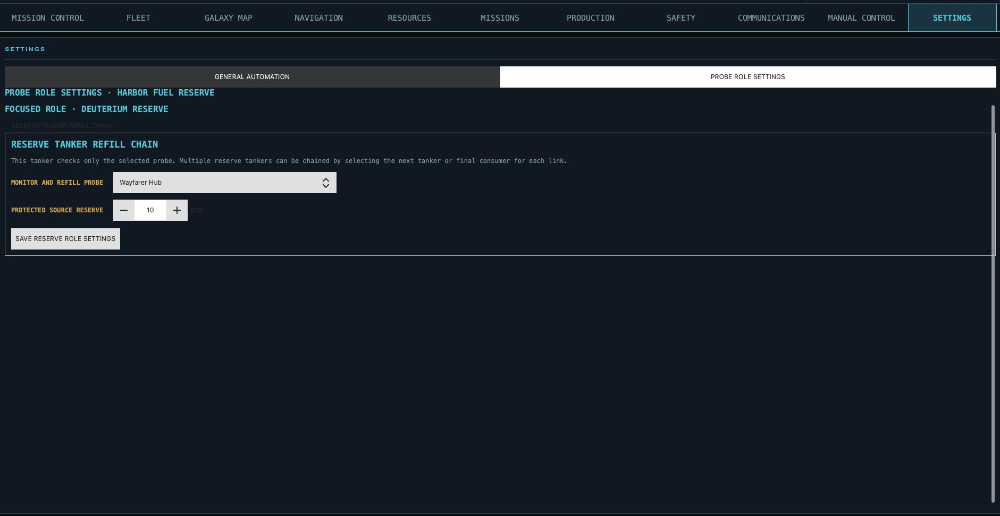 MISSION CONTROL FLEET GALAXY MAP NAVIGATION RESOURCES MISSIONS PRODUCTION SAFETY COMMUNICATIONS MANUAL CONTROL SETTINGS
SETTINGS
GENERAL AUTOMATION PROBE ROLE SETTINGS
PROBE ROLE SETTINGS · HARBOR FUEL RESERVE
FOCUSED ROLE · DEUTERIUM RESERVE
RESERVE TANKER REFILL CHAIN
RESERVE TANKER REFILL CHAIN
This tanker checks only the selected probe. Multiple reserve tankers can be chained by selecting the next tanker or final consumer for each link.
MONITOR AND REFILL PROBE Wayfarer Hub
PROTECTED SOURCE RESERVE 10 ECE
SAVE RESERVE ROLE SETTINGS